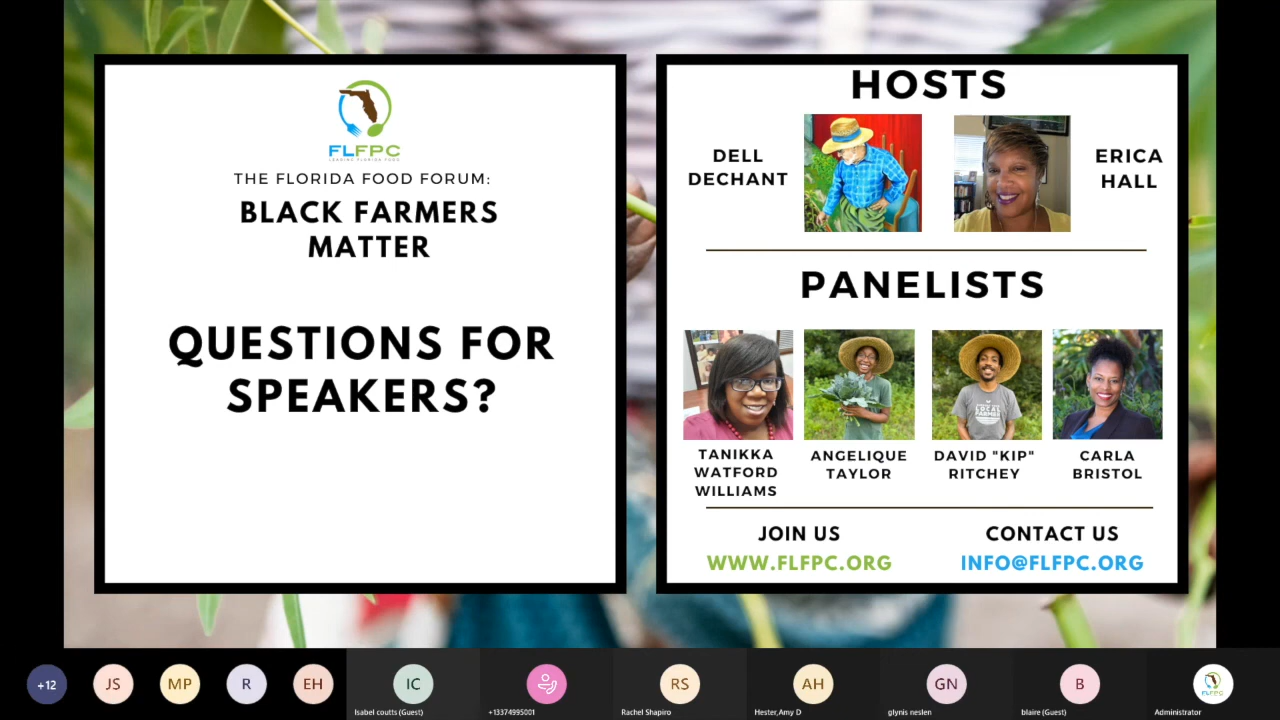 FLFPC
LEADING FLORIDA FOOD
THE FLORIDA FOOD FORUM:
BLACK FARMERS
MATTER
QUESTIONS FOR
SPEAKERS?
HOSTS
DELL
DECHANT
ERICA
HALL
PANELISTS
LOCAL
FARMER
TANIKKA
WATFORD
WILLIAMS
ANGELIQUE
TAYLOR
DAVID "KIP"
RITCHEY
CARLA
BRISTOL
JOIN US
WWW.FLFPC.ORG
CONTACT US
INFO@FLFPC.ORG
+12
JS
MP
R
EH
IC
Isabel coutts (Guest)
+13374995001
RS
Rachel Shapiro
AH
Hester,Amy D
GN
glynis neslen
B
blaire (Guest)
FLFPC
Administrator